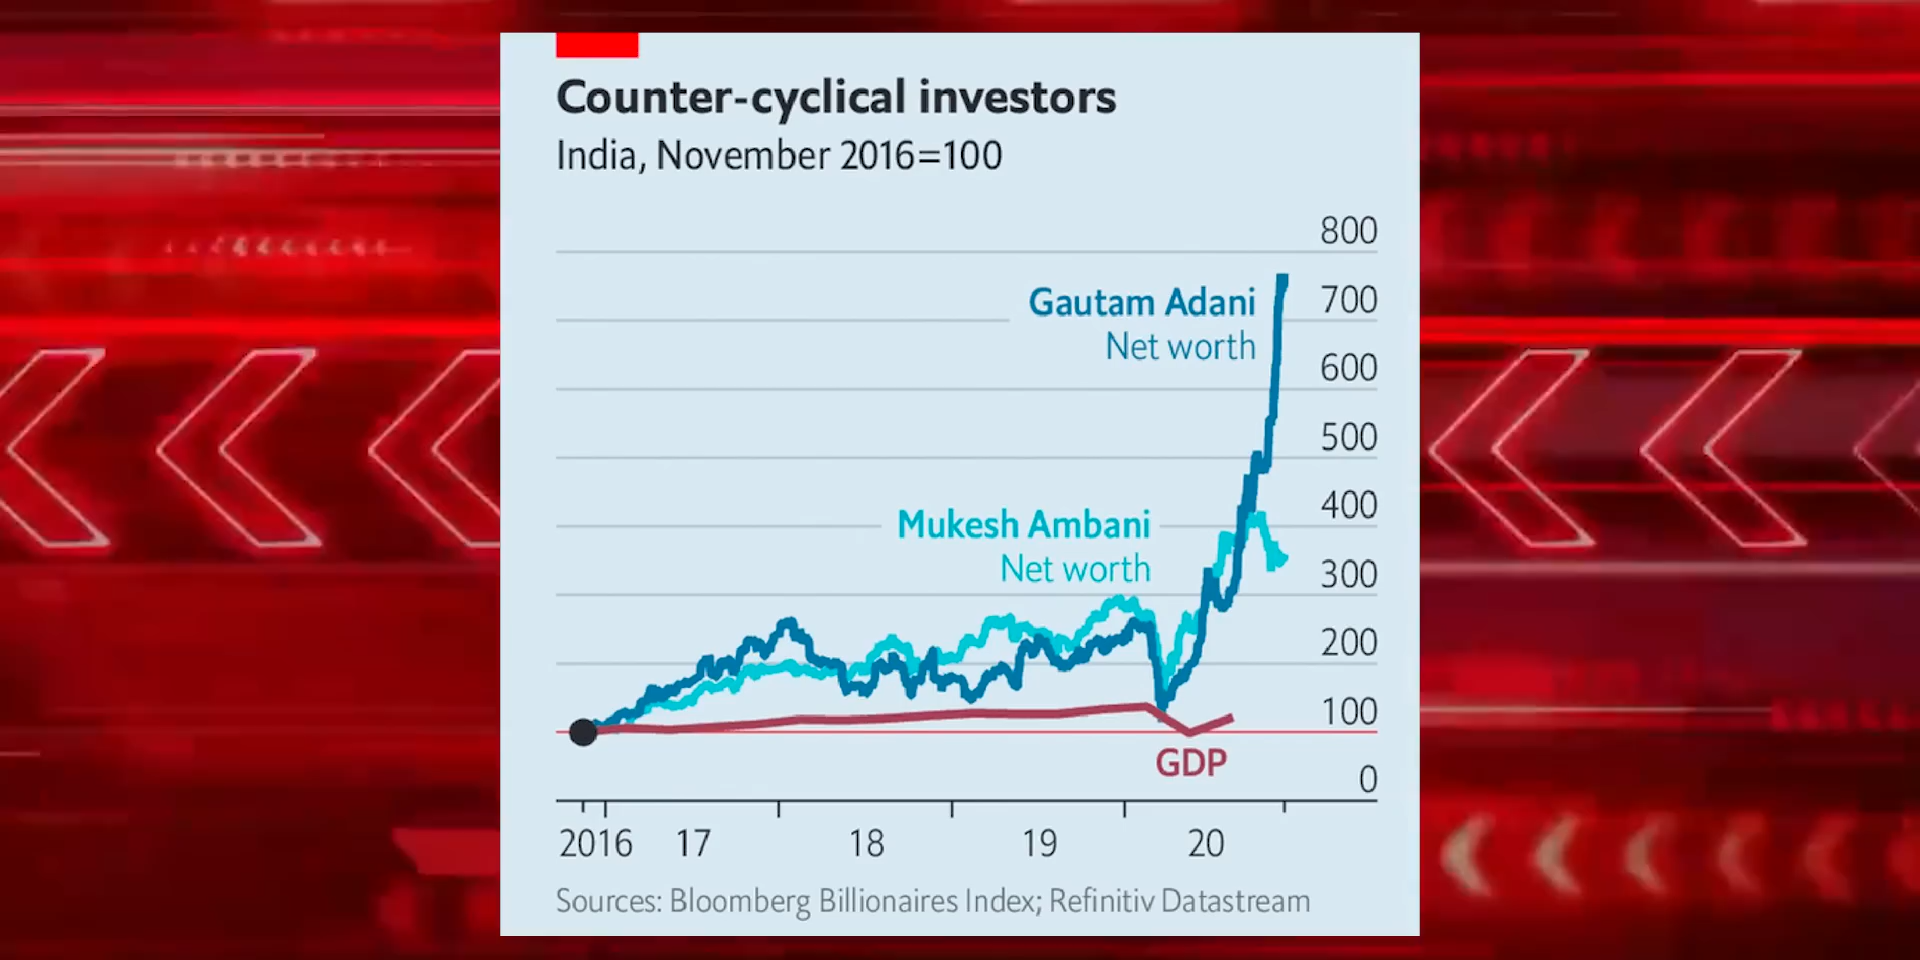 Counter-cyclical investors
India, November 2016=100
800
Gautam Adani
Net worth
700
600
500
400
Mukesh Ambani
Net worth
300
200
100
GDP
0
2016 17 18 19 20
Sources: Bloomberg Billionaires Index; Refinitiv Datastream